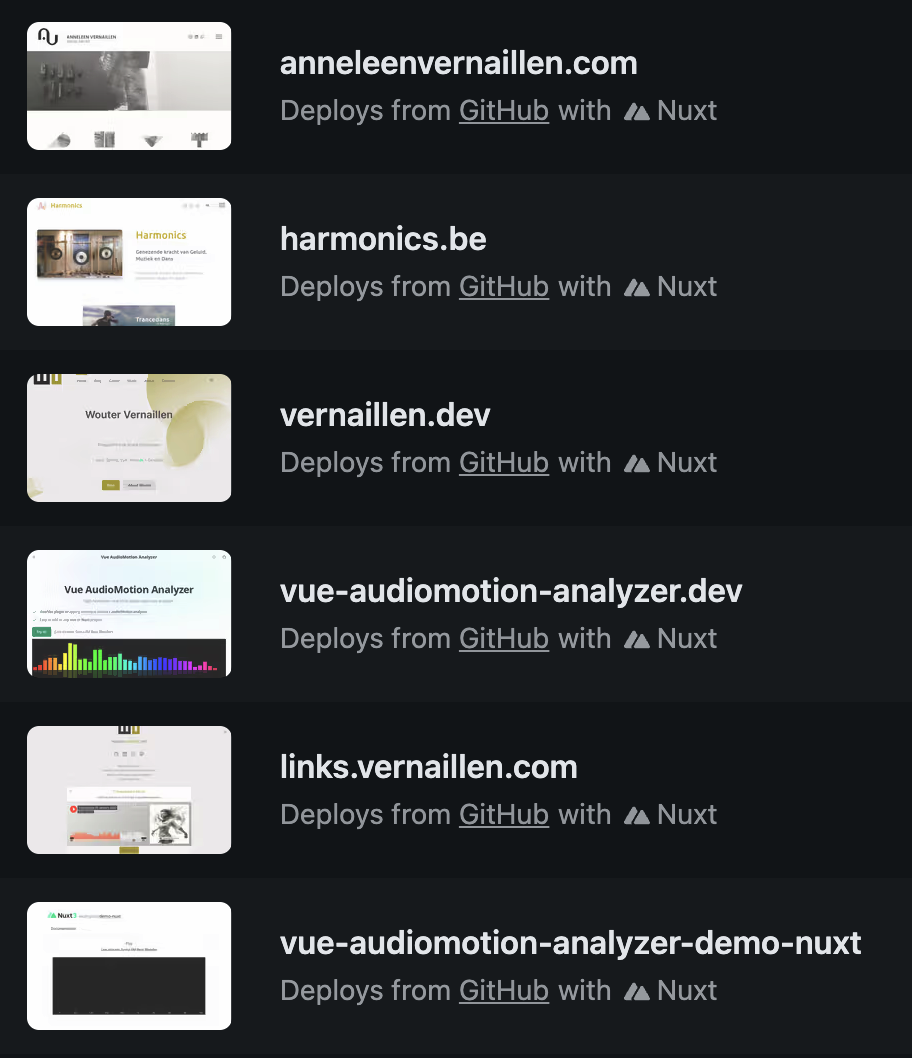 ANNELEEN VERNAILLEN
anneleenvernaillen.com
Deploys from GitHub with Nuxt
Harmonics
Harmonics
Genezende kracht van Geluid,
Muziek en Dans
Trancedans
harmonics.be
Deploys from GitHub with Nuxt
Wouter Vernaillen
vernaillen.dev
Deploys from GitHub with Nuxt
Vue AudioMotion Analyzer
Vue AudioMotion Analyzer
vue-audiomotion-analyzer.dev
Deploys from GitHub with Nuxt
links.vernaillen.com
Deploys from GitHub with Nuxt
Nuxt3
vue-audiomotion-analyzer-demo-nuxt
Deploys from GitHub with Nuxt